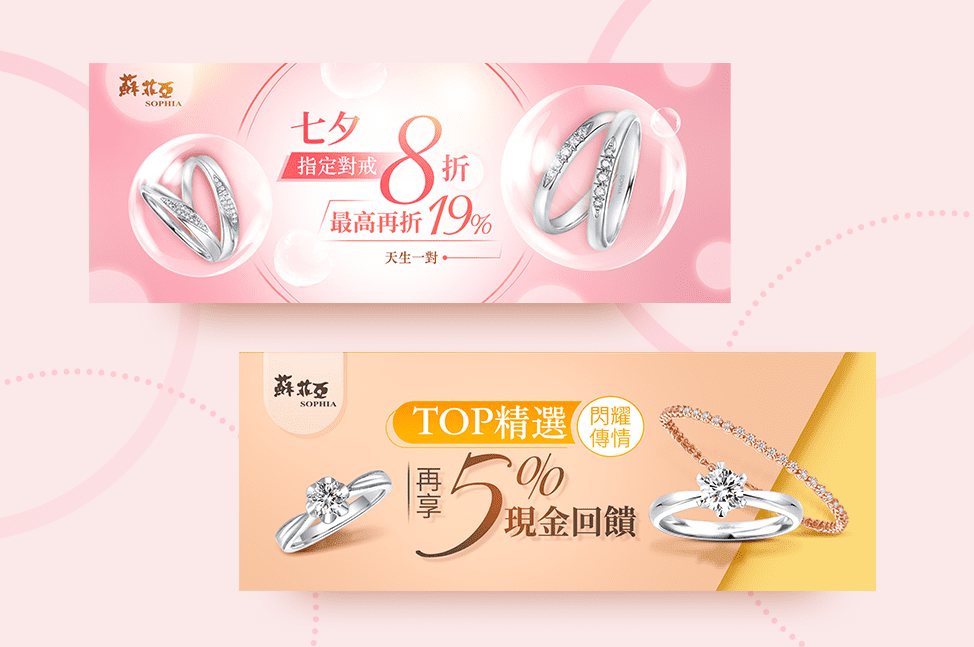 蘇菲亞
SOPHIA
七夕
指定對戒 8折
最高再折 19%
天生一對
蘇菲亞
SOPHIA
TOP精選
閃耀
傳情
再享 5%
現金回饋